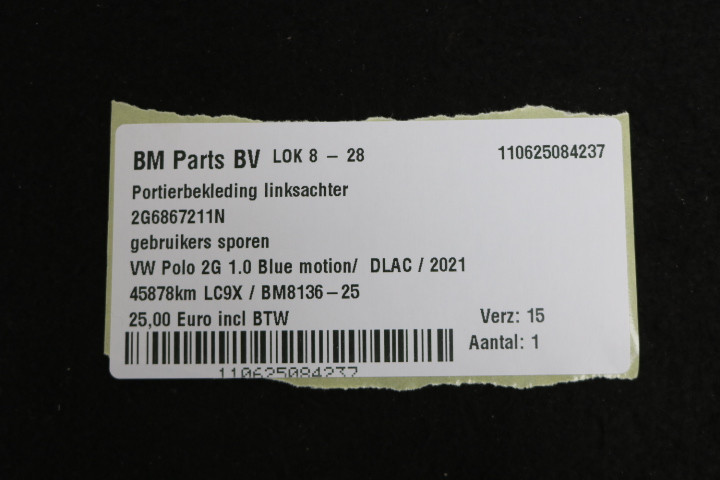 BM Parts BV LOK 8 - 28 110625084237
Portierbekleding linksachter
2G6867211N
gebruikers sporen
VW Polo 2G 1.0 Blue motion/ DLAC / 2021
45878km LC9X / BM8136-25
25,00 Euro incl BTW Verz: 15
Aantal: 1
110625084237